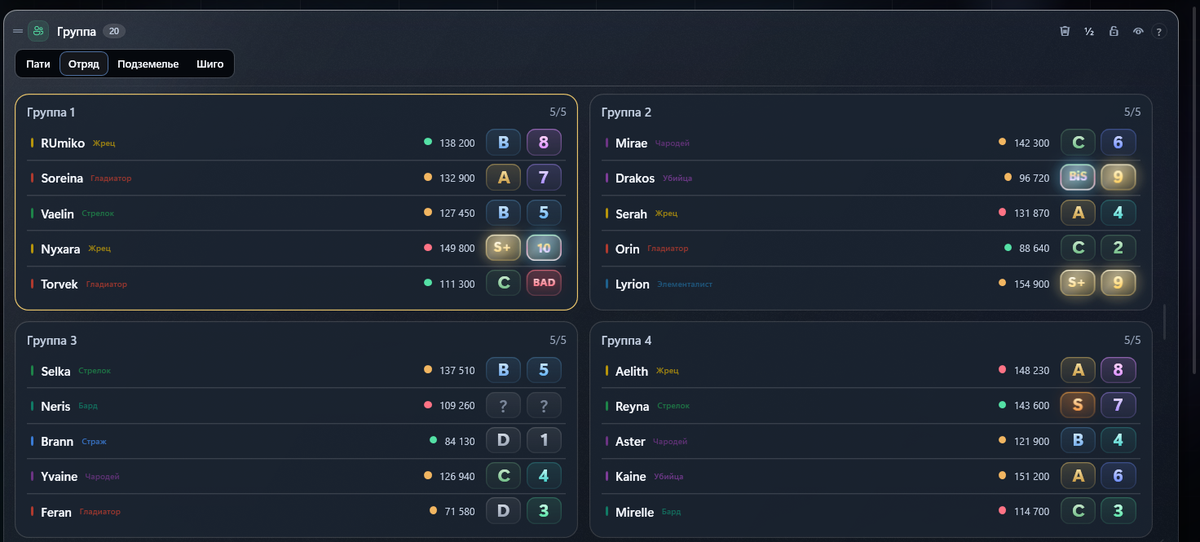 Группа 20
½ ?
Пати Отряд Подземелье Шиго
Группа 1 5/5
RUmiko Жрец 138 200 B 8
Soreina Гладиатор 132 900 A 7
Vaelin Стрелок 127 450 B 5
Nyxara Жрец 149 800 S+ 10
Torvek Гладиатор 111 300 C BAD
Группа 2 5/5
Mirae Чародей 142 300 C 6
Drakos Убийца 96 720 BiS 9
Serah Жрец 131 870 A 4
Orin Гладиатор 88 640 C 2
Lyrion Элементалист 154 900 S+ 9
Группа 3 5/5
Selka Стрелок 137 510 B 5
Neris Бард 109 260 ? ?
Brann Страж 84 130 D 1
Yvaine Чародей 126 940 C 4
Feran Гладиатор 71 580 D 3
Группа 4 5/5
Aelith Жрец 148 230 A 8
Reyna Стрелок 143 600 S 7
Aster Чародей 121 900 B 4
Kaine Убийца 151 200 A 6
Mirelle Бард 114 700 C 3